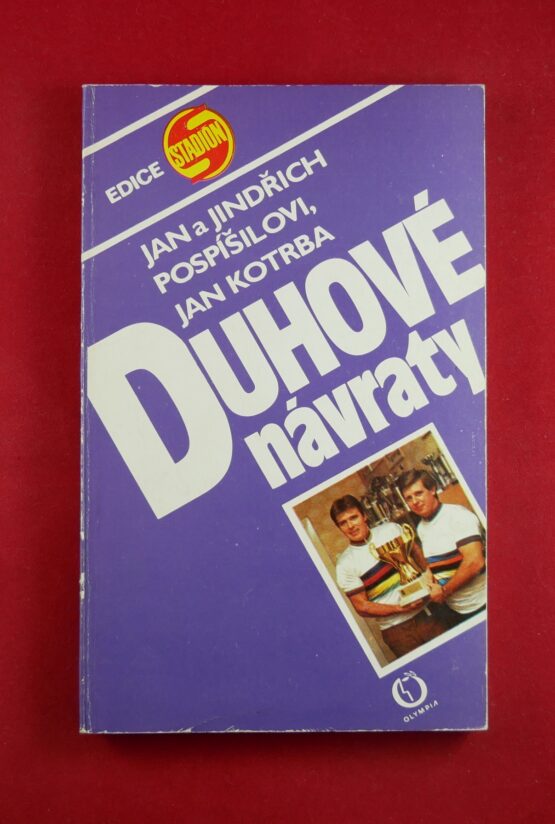 EDICE
STADION
JAN a JINDŘICH
POSPÍŠILOVI,
JAN KOTRBA
DUHOVÉ
návraty
OLYMPIA